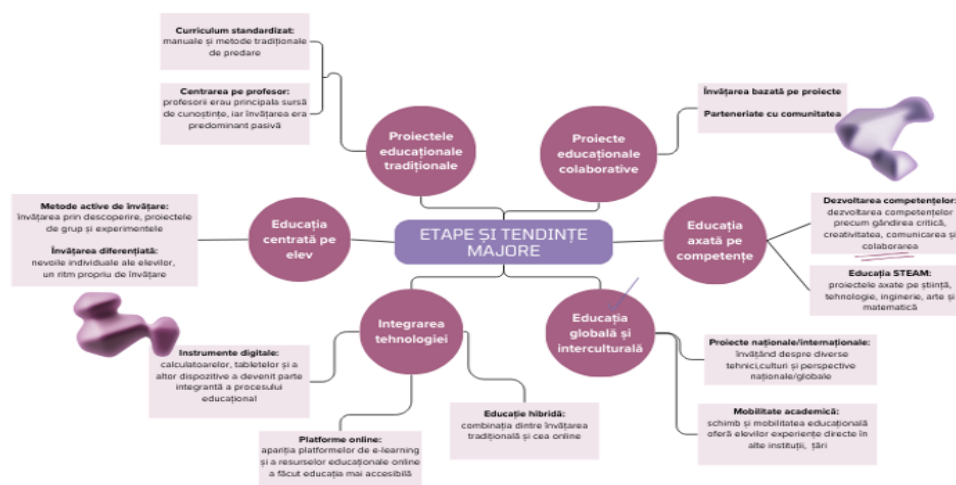 Curriculum standardizat:
manuale și metode tradiționale
de predare
Centrarea pe profesor:
profesorii erau principala sursă
de cunoștințe, iar învățarea era
predominant pasivă
Proiectele
educaționale
tradiționale
Proiecte
educaționale
colaborative
Învățarea bazată pe proiecte
Parteneriate cu comunitatea
Metode active de învățare:
învățarea prin descoperire, proiectele
de grup și experimentele
Învățarea diferențiată:
nevoile individuale ale elevilor,
un ritm propriu de învățare
Educația
centrată pe
elev
ETAPE ȘI TENDINȚE
MAJORE
Educația
axată pe
competențe
Dezvoltarea competențelor:
dezvoltarea competențelor
precum gândirea critică,
creativitatea, comunicarea și
colaborarea
Educația STEAM:
proiectele axate pe știință,
tehnologie, inginerie, arte și
matematică
Integrarea
tehnologiei
Educația
globală și
interculturală
Instrumente digitale:
calculatoarelor, tabletelor și a
altor dispozitive a devenit parte
integrantă a procesului
educațional
Platforme online:
apariția platformelor de e-learning
și a resurselor educaționale online
a făcut educația mai accesibilă
Educație hibridă:
combinația dintre învățarea
tradițională și cea online
Proiecte naționale/internaționale:
învățând despre diverse
tehnici,culturi și perspective
naționale/globale
Mobilitate academică:
schimb și mobilitatea educațională
oferă elevilor experiențe directe în
alte instituții, țări